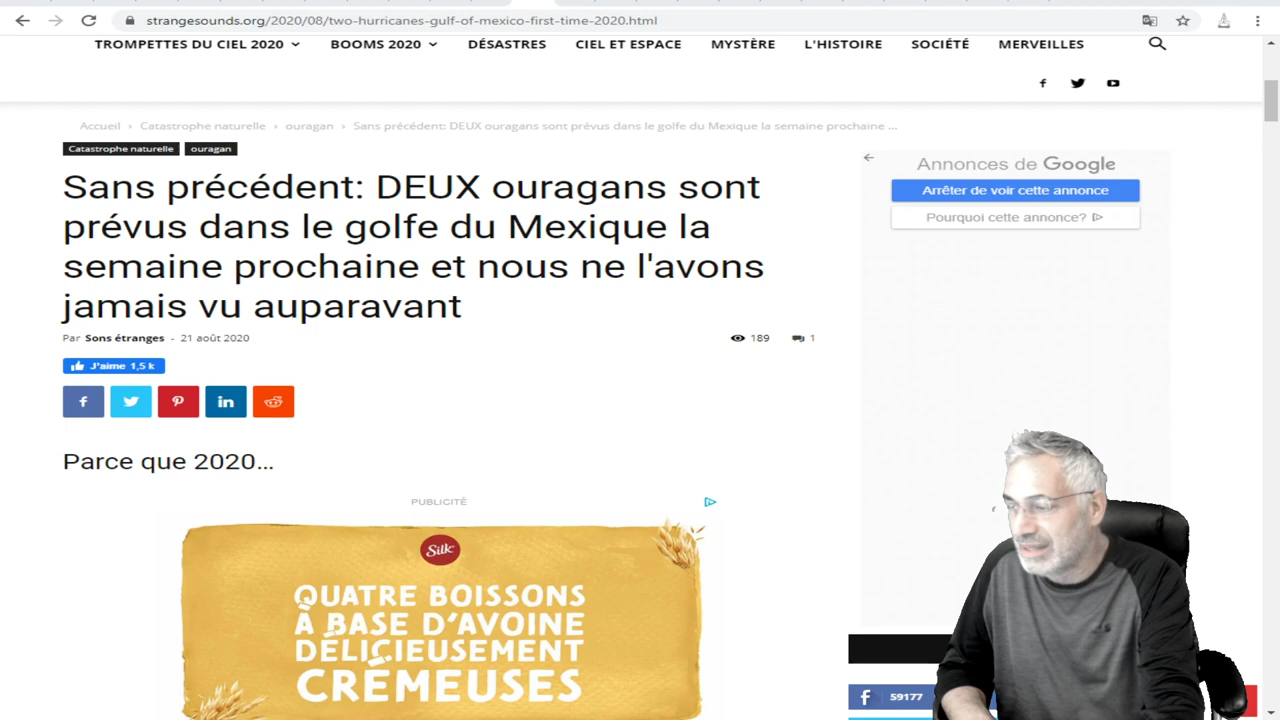 strangesounds.org/2020/08/two-hurricanes-gulf-of-mexico-first-time-2020.html
TROMPETTES DU CIEL 2020 BOOMS 2020 DÉSASTRES CIEL ET ESPACE MYSTÈRE L'HISTOIRE SOCIÉTÉ MERVEILLES
Accueil › Catastrophe naturelle › ouragan › Sans précédent: DEUX ouragans sont prévus dans le golfe du Mexique la semaine prochaine ...
Catastrophe naturelle ouragan
Sans précédent: DEUX ouragans sont
prévus dans le golfe du Mexique la
semaine prochaine et nous ne l'avons
jamais vu auparavant
Par Sons étranges - 21 août 2020 189 1
J'aime 1,5 k
Parce que 2020...
PUBLICITÉ
Silk
QUATRE BOISSONS
À BASE D'AVOINE
DÉLICIEUSEMENT
CRÉMEUSES
Annonces de Google
Arrêter de voir cette annonce
Pourquoi cette annonce?
59177